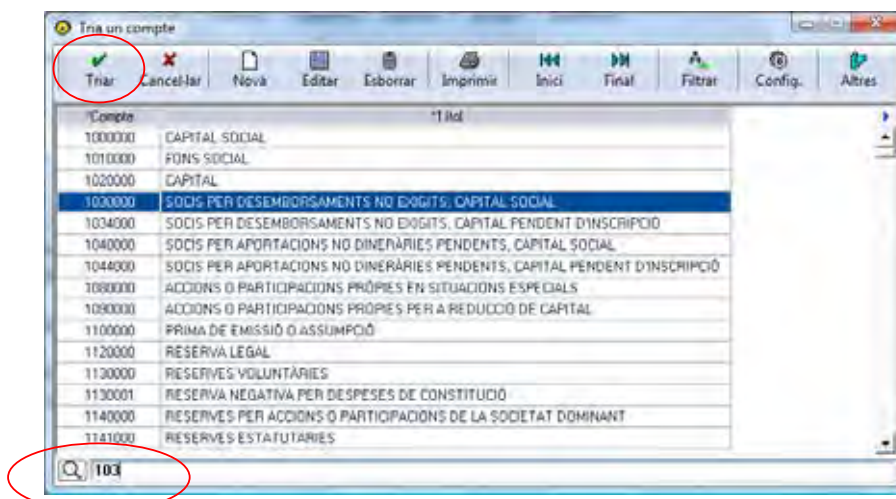 Tria un compte
Triar Cancel·lar Nova Editar Esborrar Imprimir Inici Final Filtrar Config. Altres
*Compte *Títol
1000000 CAPITAL SOCIAL
1010000 FONS SOCIAL
1020000 CAPITAL
1030000 SOCIS PER DESEMBORSAMENTS NO EXIGITS, CAPITAL SOCIAL
1034000 SOCIS PER DESEMBORSAMENTS NO EXIGITS, CAPITAL PENDENT D'INSCRIPCIÓ
1040000 SOCIS PER APORTACIONS NO DINERÀRIES PENDENTS, CAPITAL SOCIAL
1044000 SOCIS PER APORTACIONS NO DINERÀRIES PENDENTS, CAPITAL PENDENT D'INSCRIPCIÓ
1080000 ACCIONS O PARTICIPACIONS PRÒPIES EN SITUACIONS ESPECIALS
1090000 ACCIONS O PARTICIPACIONS PRÒPIES PER A REDUCCIÓ DE CAPITAL
1100000 PRIMA DE EMISSIÓ O ASSUMPCIÓ
1120000 RESERVA LEGAL
1130000 RESERVES VOLUNTÀRIES
1130001 RESERVA NEGATIVA PER DESPESES DE CONSTITUCIÓ
1140000 RESERVES PER ACCIONS O PARTICIPACIONS DE LA SOCIETAT DOMINANT
1141000 RESERVES ESTATUTARIES
103